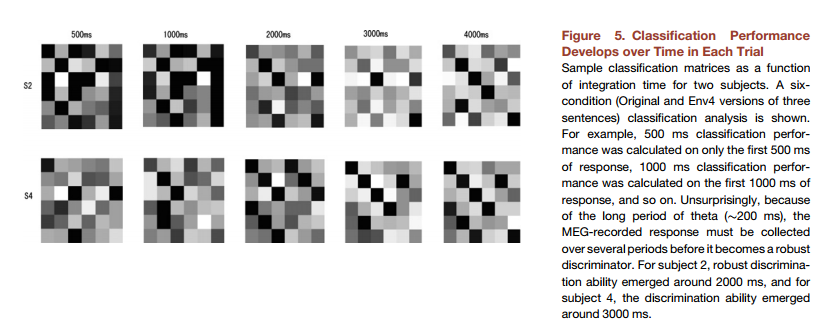 500ms 1000ms 2000ms 3000ms 4000ms
S2
S4
Figure 5. Classification Performance
Develops over Time in Each Trial
Sample classification matrices as a function
of integration time for two subjects. A six-
condition (Original and Env4 versions of three
sentences) classification analysis is shown.
For example, 500 ms classification perfor-
mance was calculated on only the first 500 ms
of response, 1000 ms classification perfor-
mance was calculated on the first 1000 ms of
response, and so on. Unsurprisingly, because
of the long period of theta (~200 ms), the
MEG-recorded response must be collected
over several periods before it becomes a robust
discriminator. For subject 2, robust discrimina-
tion ability emerged around 2000 ms, and for
subject 4, the discrimination ability emerged
around 3000 ms.